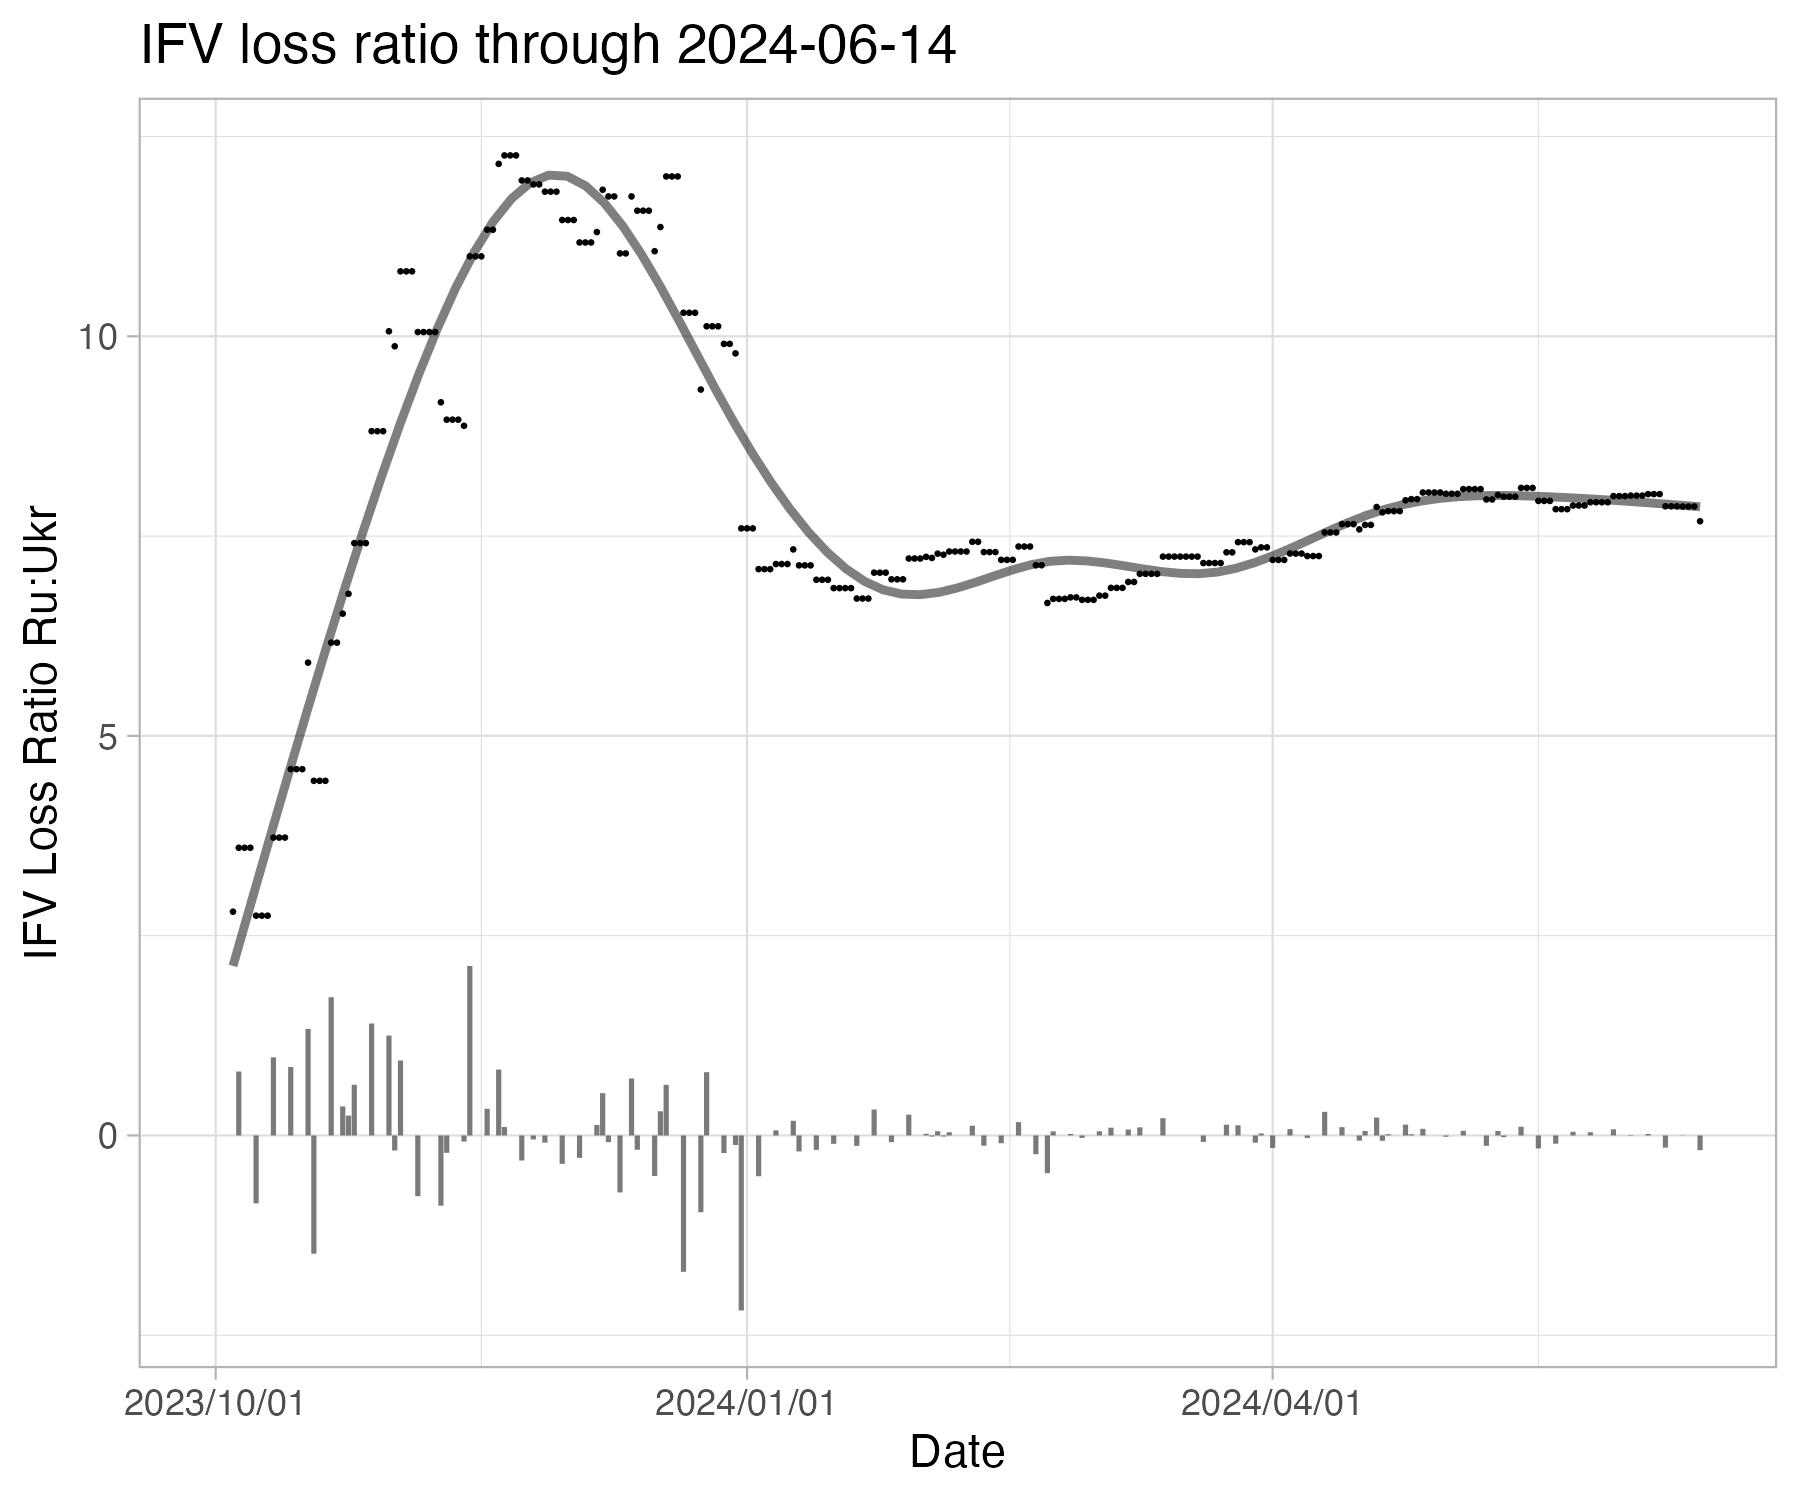 IFV loss ratio through 2024-06-14
IFV Loss Ratio Ru:Ukr
10
5
0
2023/10/01
2024/01/01
2024/04/01
Date